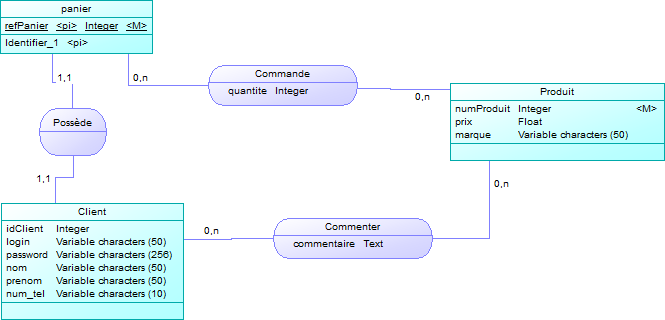 panier
refPanier <pi> Integer <M>
Identifier_1 <pi>
1,1
0,n
Commande
quantite Integer
0,n
Produit
numProduit Integer <M>
prix Float
marque Variable characters (50)
Possède
1,1
0,n
Client
idClient Integer
login Variable characters (50)
password Variable characters (256)
nom Variable characters (50)
prenom Variable characters (50)
num_tel Variable characters (10)
0,n
Commenter
commentaire Text